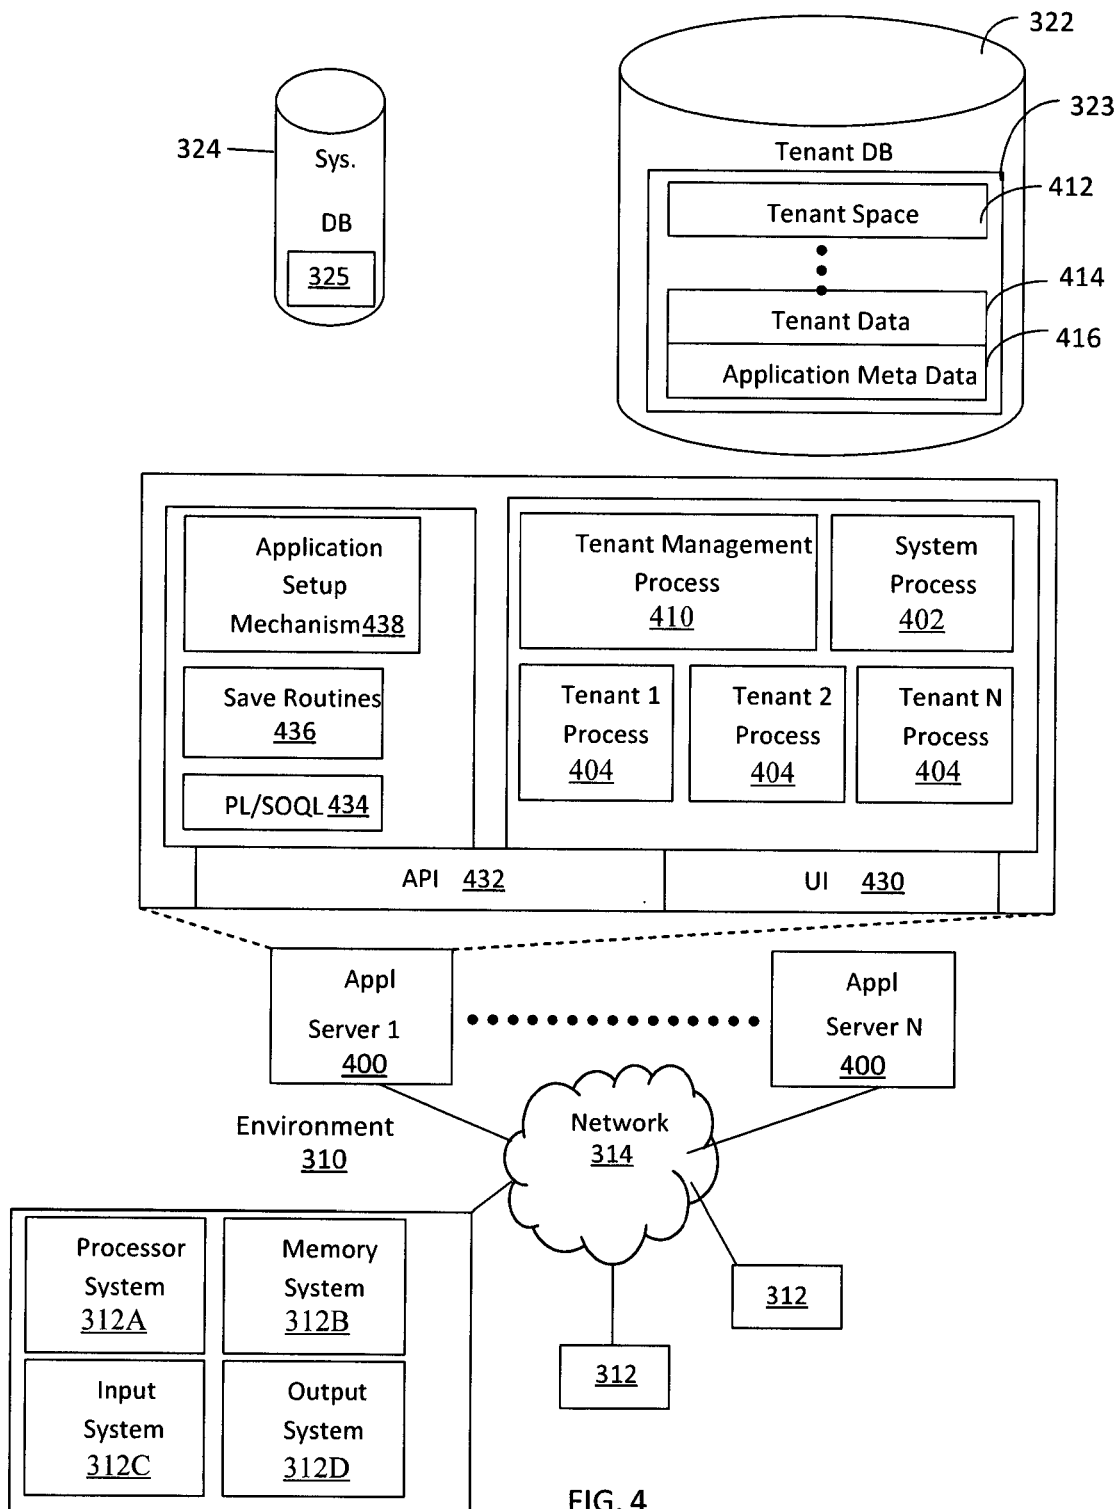 322
323
324
Sys.
DB
325
Tenant DB
412
Tenant Space
414
Tenant Data
416
Application Meta Data
Application
Setup
Mechanism438
Save Routines
436
PL/SOQL 434
Tenant Management
Process
410
System
Process
402
Tenant 1
Process
404
Tenant 2
Process
404
Tenant N
Process
404
API 432
UI 430
Appl
Server 1
400
Appl
Server N
400
Environment
310
Network
314
Processor
System
312A
Memory
System
312B
Input
System
312C
Output
System
312D
312
312
FIG. 4